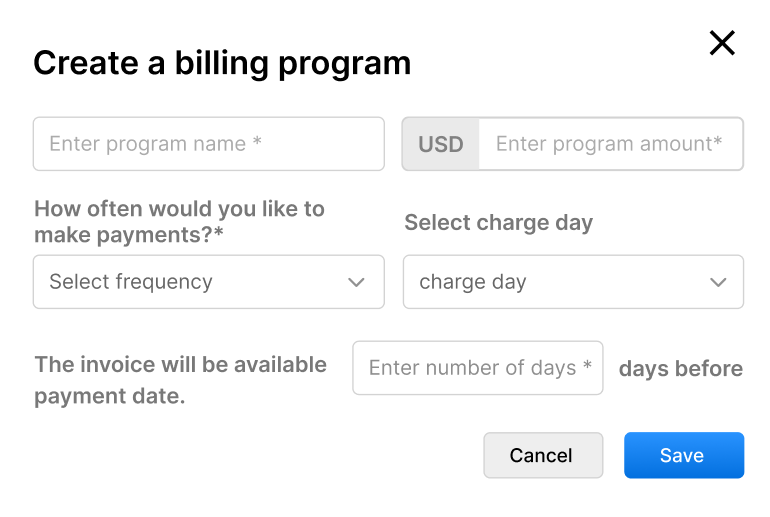 Create a billing program
Enter program name *
USD Enter program amount*
How often would you like to
make payments?*
Select charge day
Select frequency
charge day
The invoice will be available
Enter number of days *
days before
payment date.
Cancel
Save